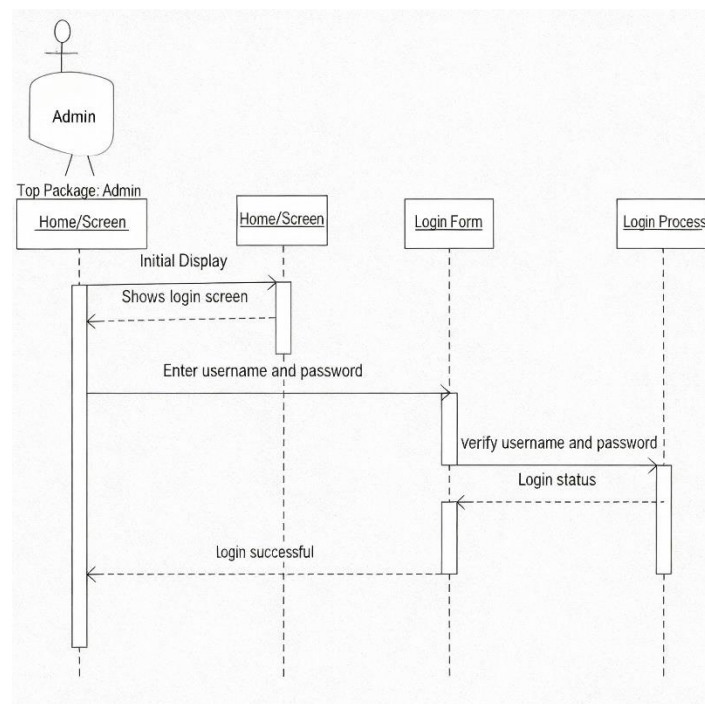 Admin
Top Package: Admin
Home/Screen
Home/Screen
Login Form
Login Process
Initial Display
Shows login screen
Enter username and password
verify username and password
Login status
login successful